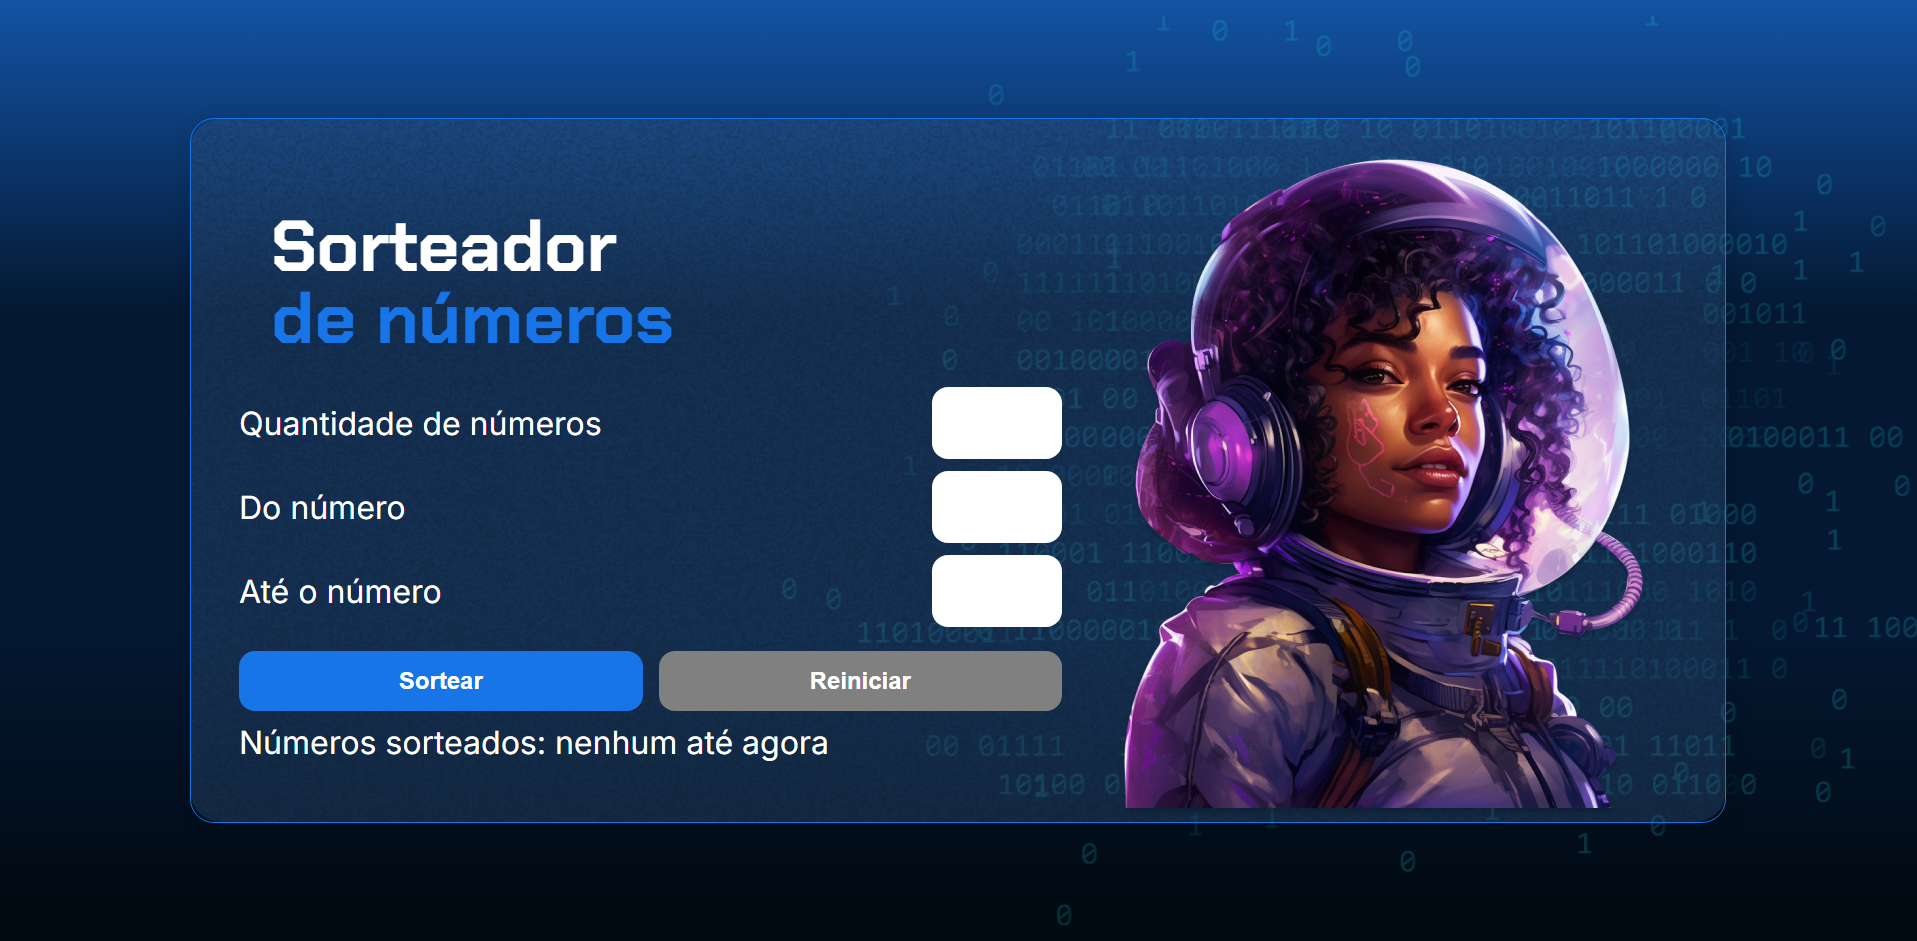 Sorteador
de números
Quantidade de números
Do número
Até o número
Sortear Reiniciar
Números sorteados: nenhum até agora